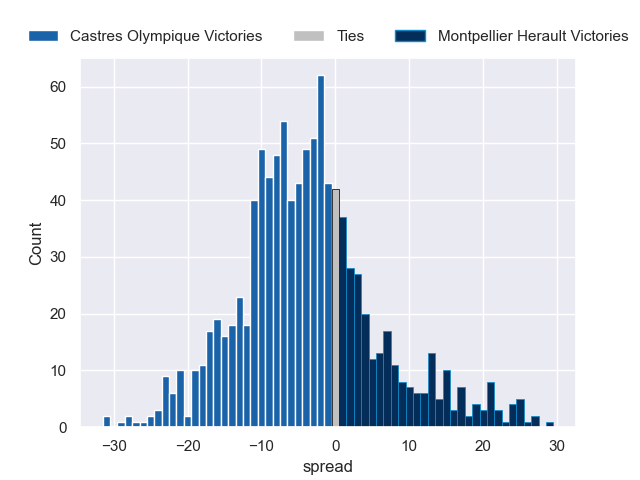 Castres Olympique Victories Ties Montpellier Herault Victories
60
50
40
30
20
10
0
Count
−30 −20 −10 0 10 20 30
spread